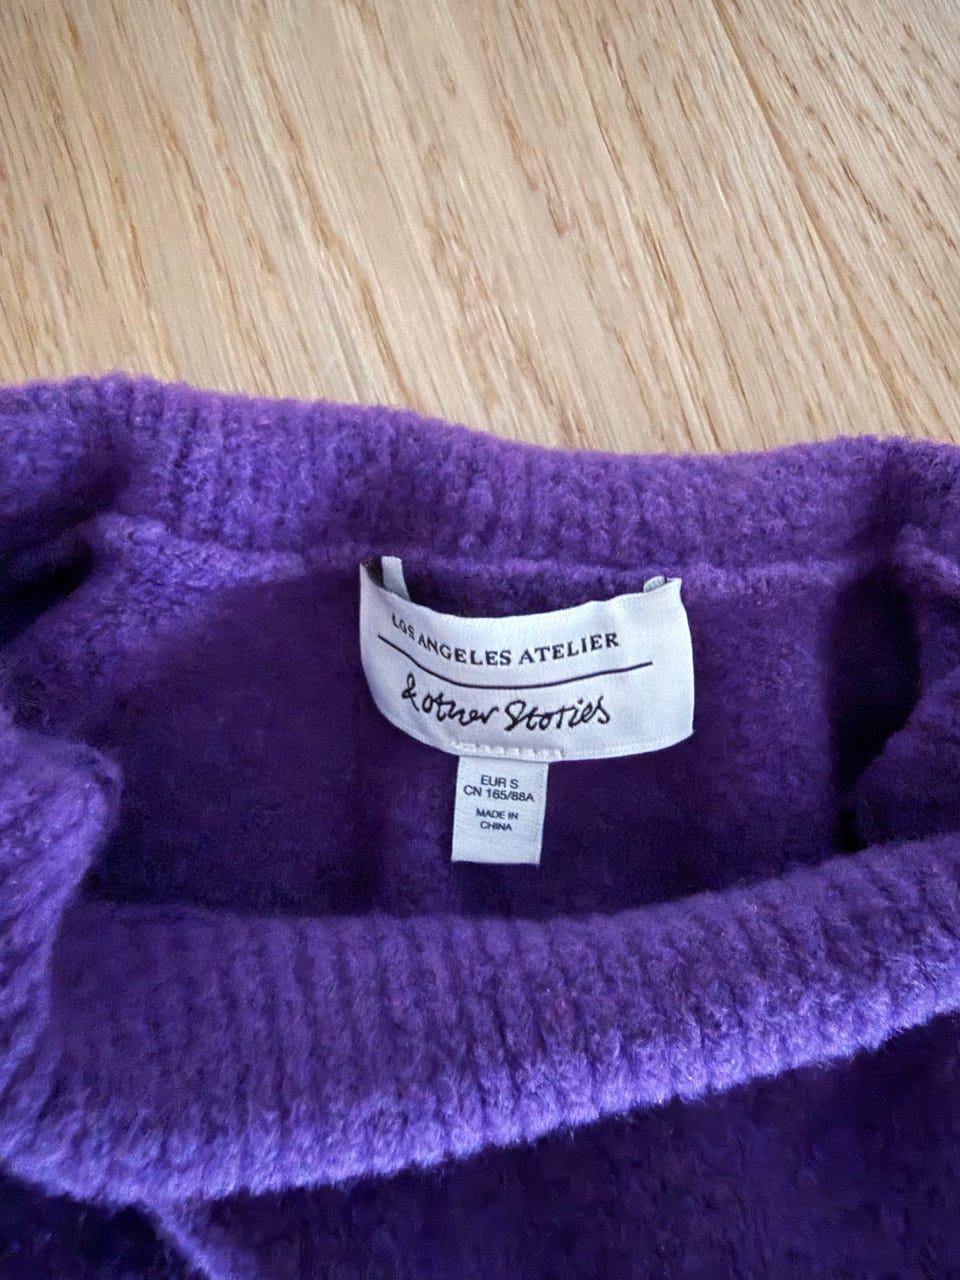 LOS ANGELES ATELIER
& other Stories
EUR S
CN 165/88A
MADE IN
CHINA